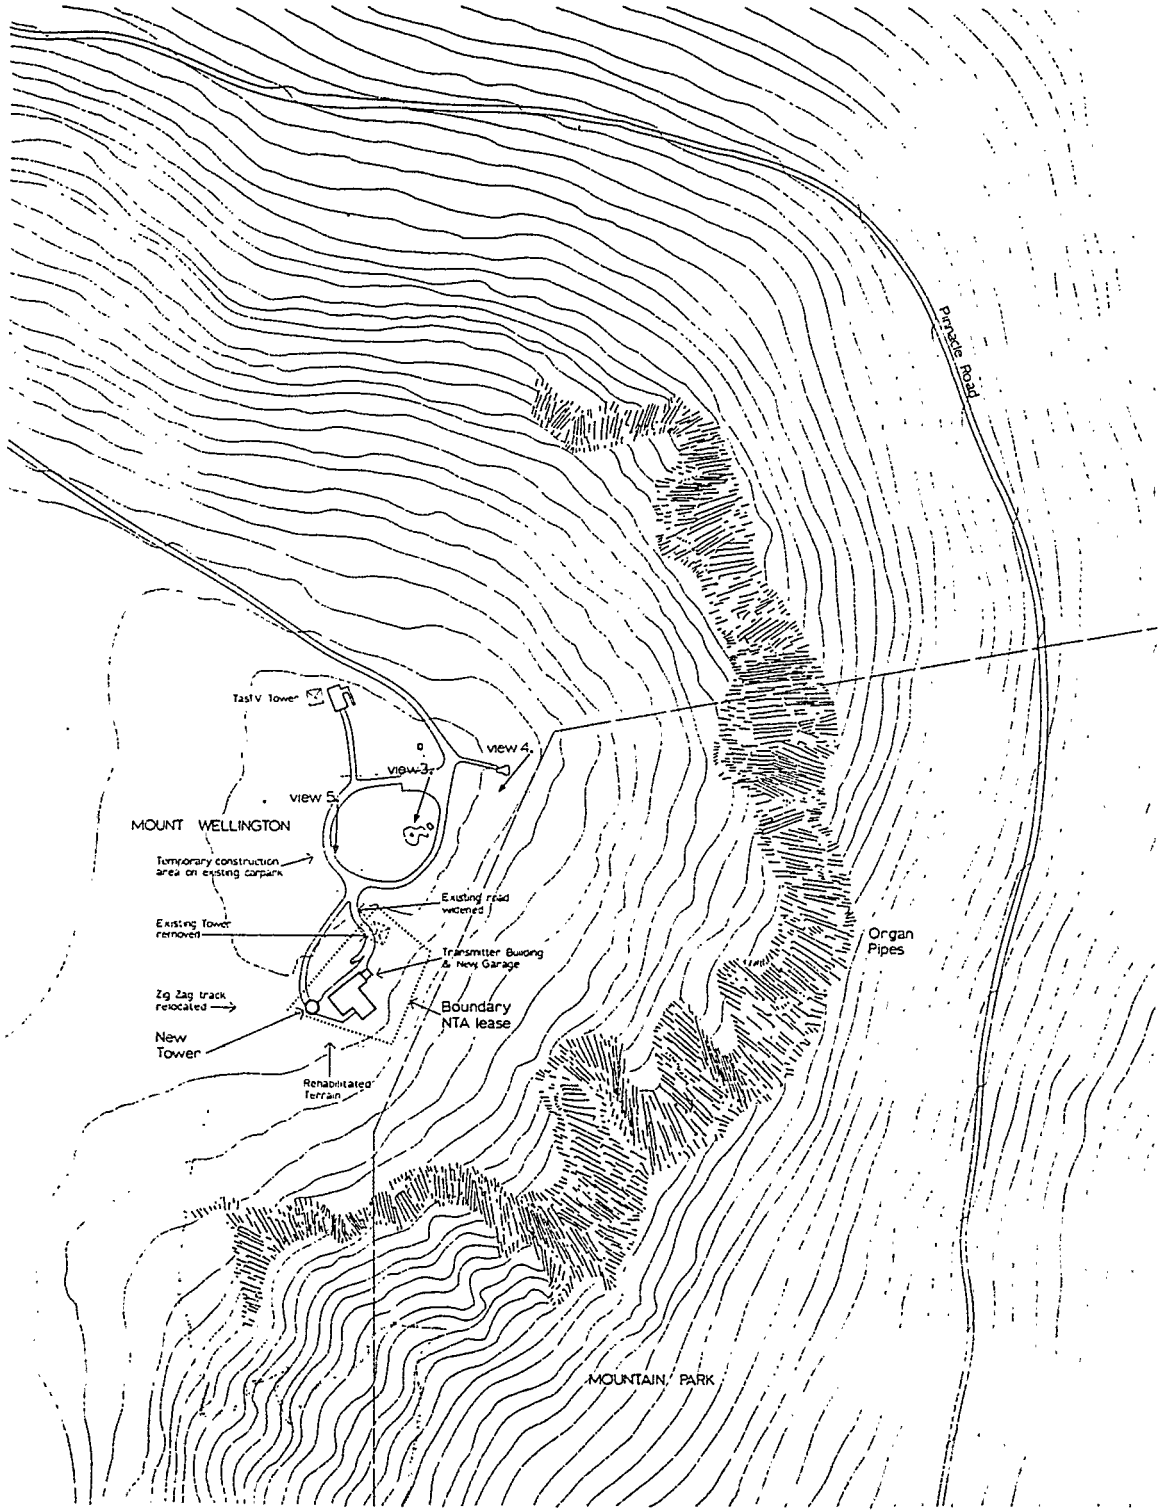 Pinnacle Road
TasTV Tower
view 4.
view 3.
view 5.
MOUNT WELLINGTON
Temporary construction
area on existing carpark
Existing road
widened
Existing Tower
removed
Organ
Pipes
Transmitter Building
& New Garage
Zig Zag track
relocated
Boundary
NTA lease
New
Tower
Rehabilitated
Terrain
MOUNTAIN PARK